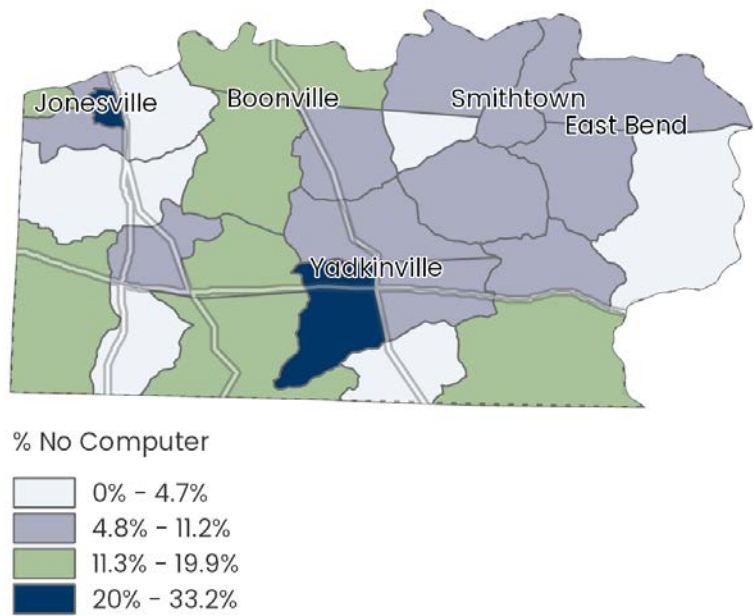 Jonesville
Boonville
Smithtown
East Bend
Yadkinville
% No Computer
0% - 4.7%
4.8% - 11.2%
11.3% - 19.9%
20% - 33.2%